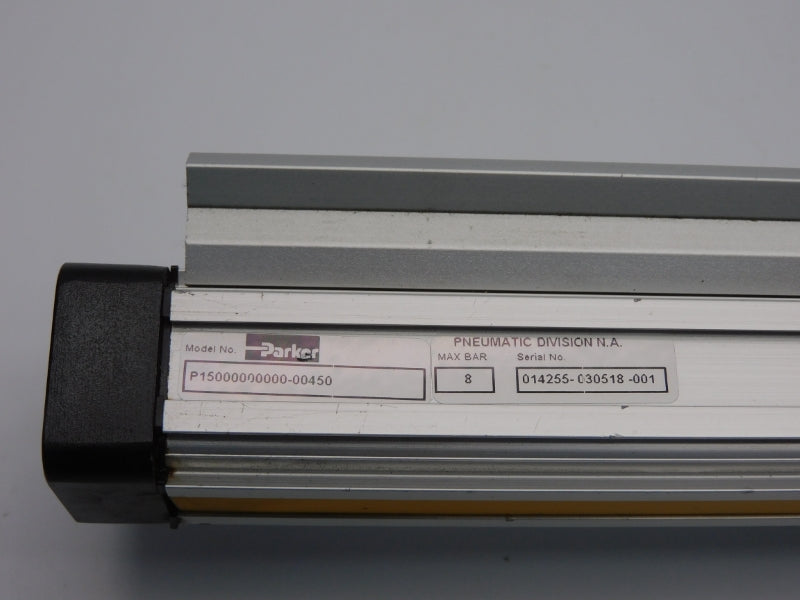 Model No. Parker
P15000000000-00450
PNEUMATIC DIVISION N.A.
MAX BAR Serial No.
8 014255-030518-001